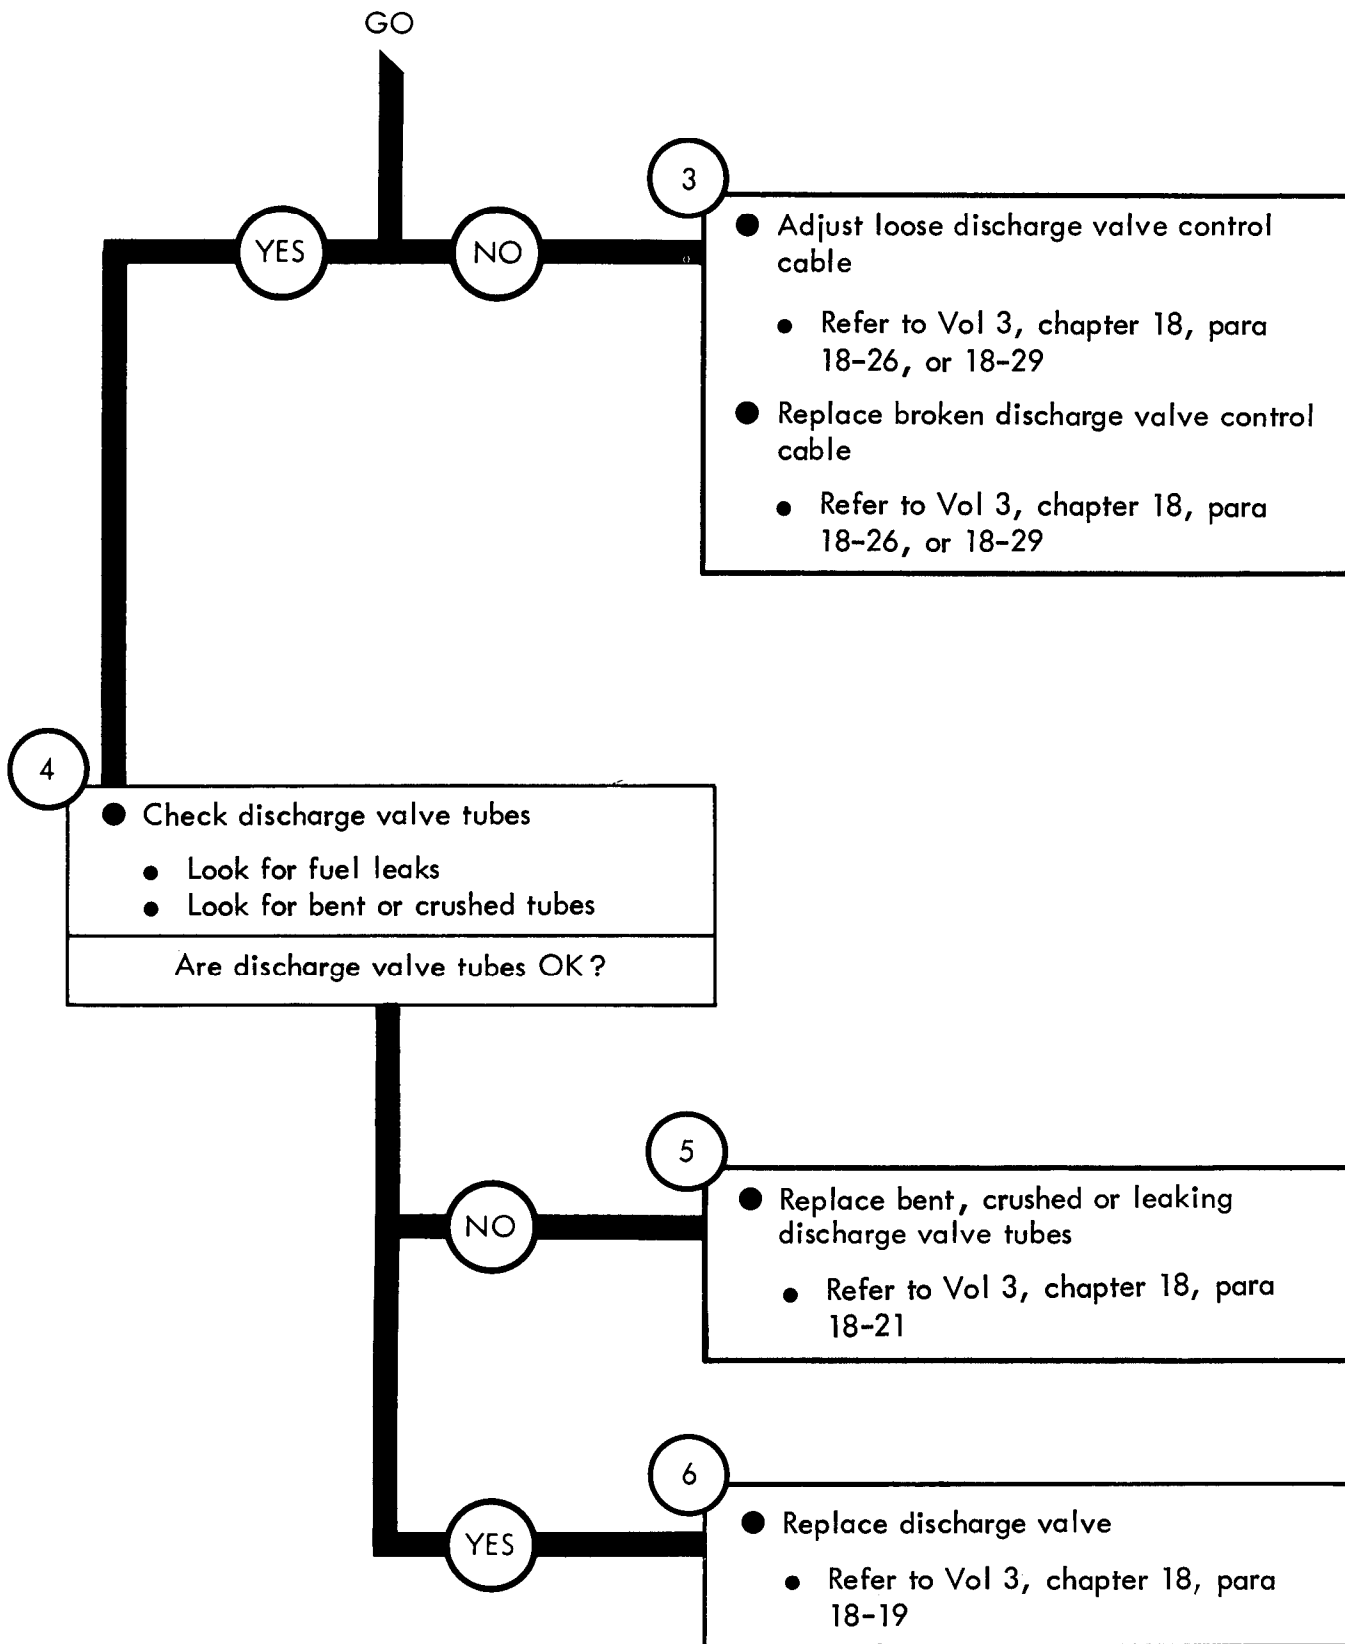 GO
YES
NO
3
● Adjust loose discharge valve control
cable
● Refer to Vol 3, chapter 18, para
18-26, or 18-29
● Replace broken discharge valve control
cable
● Refer to Vol 3, chapter 18, para
18-26, or 18-29
4
● Check discharge valve tubes
● Look for fuel leaks
● Look for bent or crushed tubes
Are discharge valve tubes OK?
5
NO
● Replace bent, crushed or leaking
discharge valve tubes
● Refer to Vol 3, chapter 18, para
18-21
6
YES
● Replace discharge valve
● Refer to Vol 3, chapter 18, para
18-19